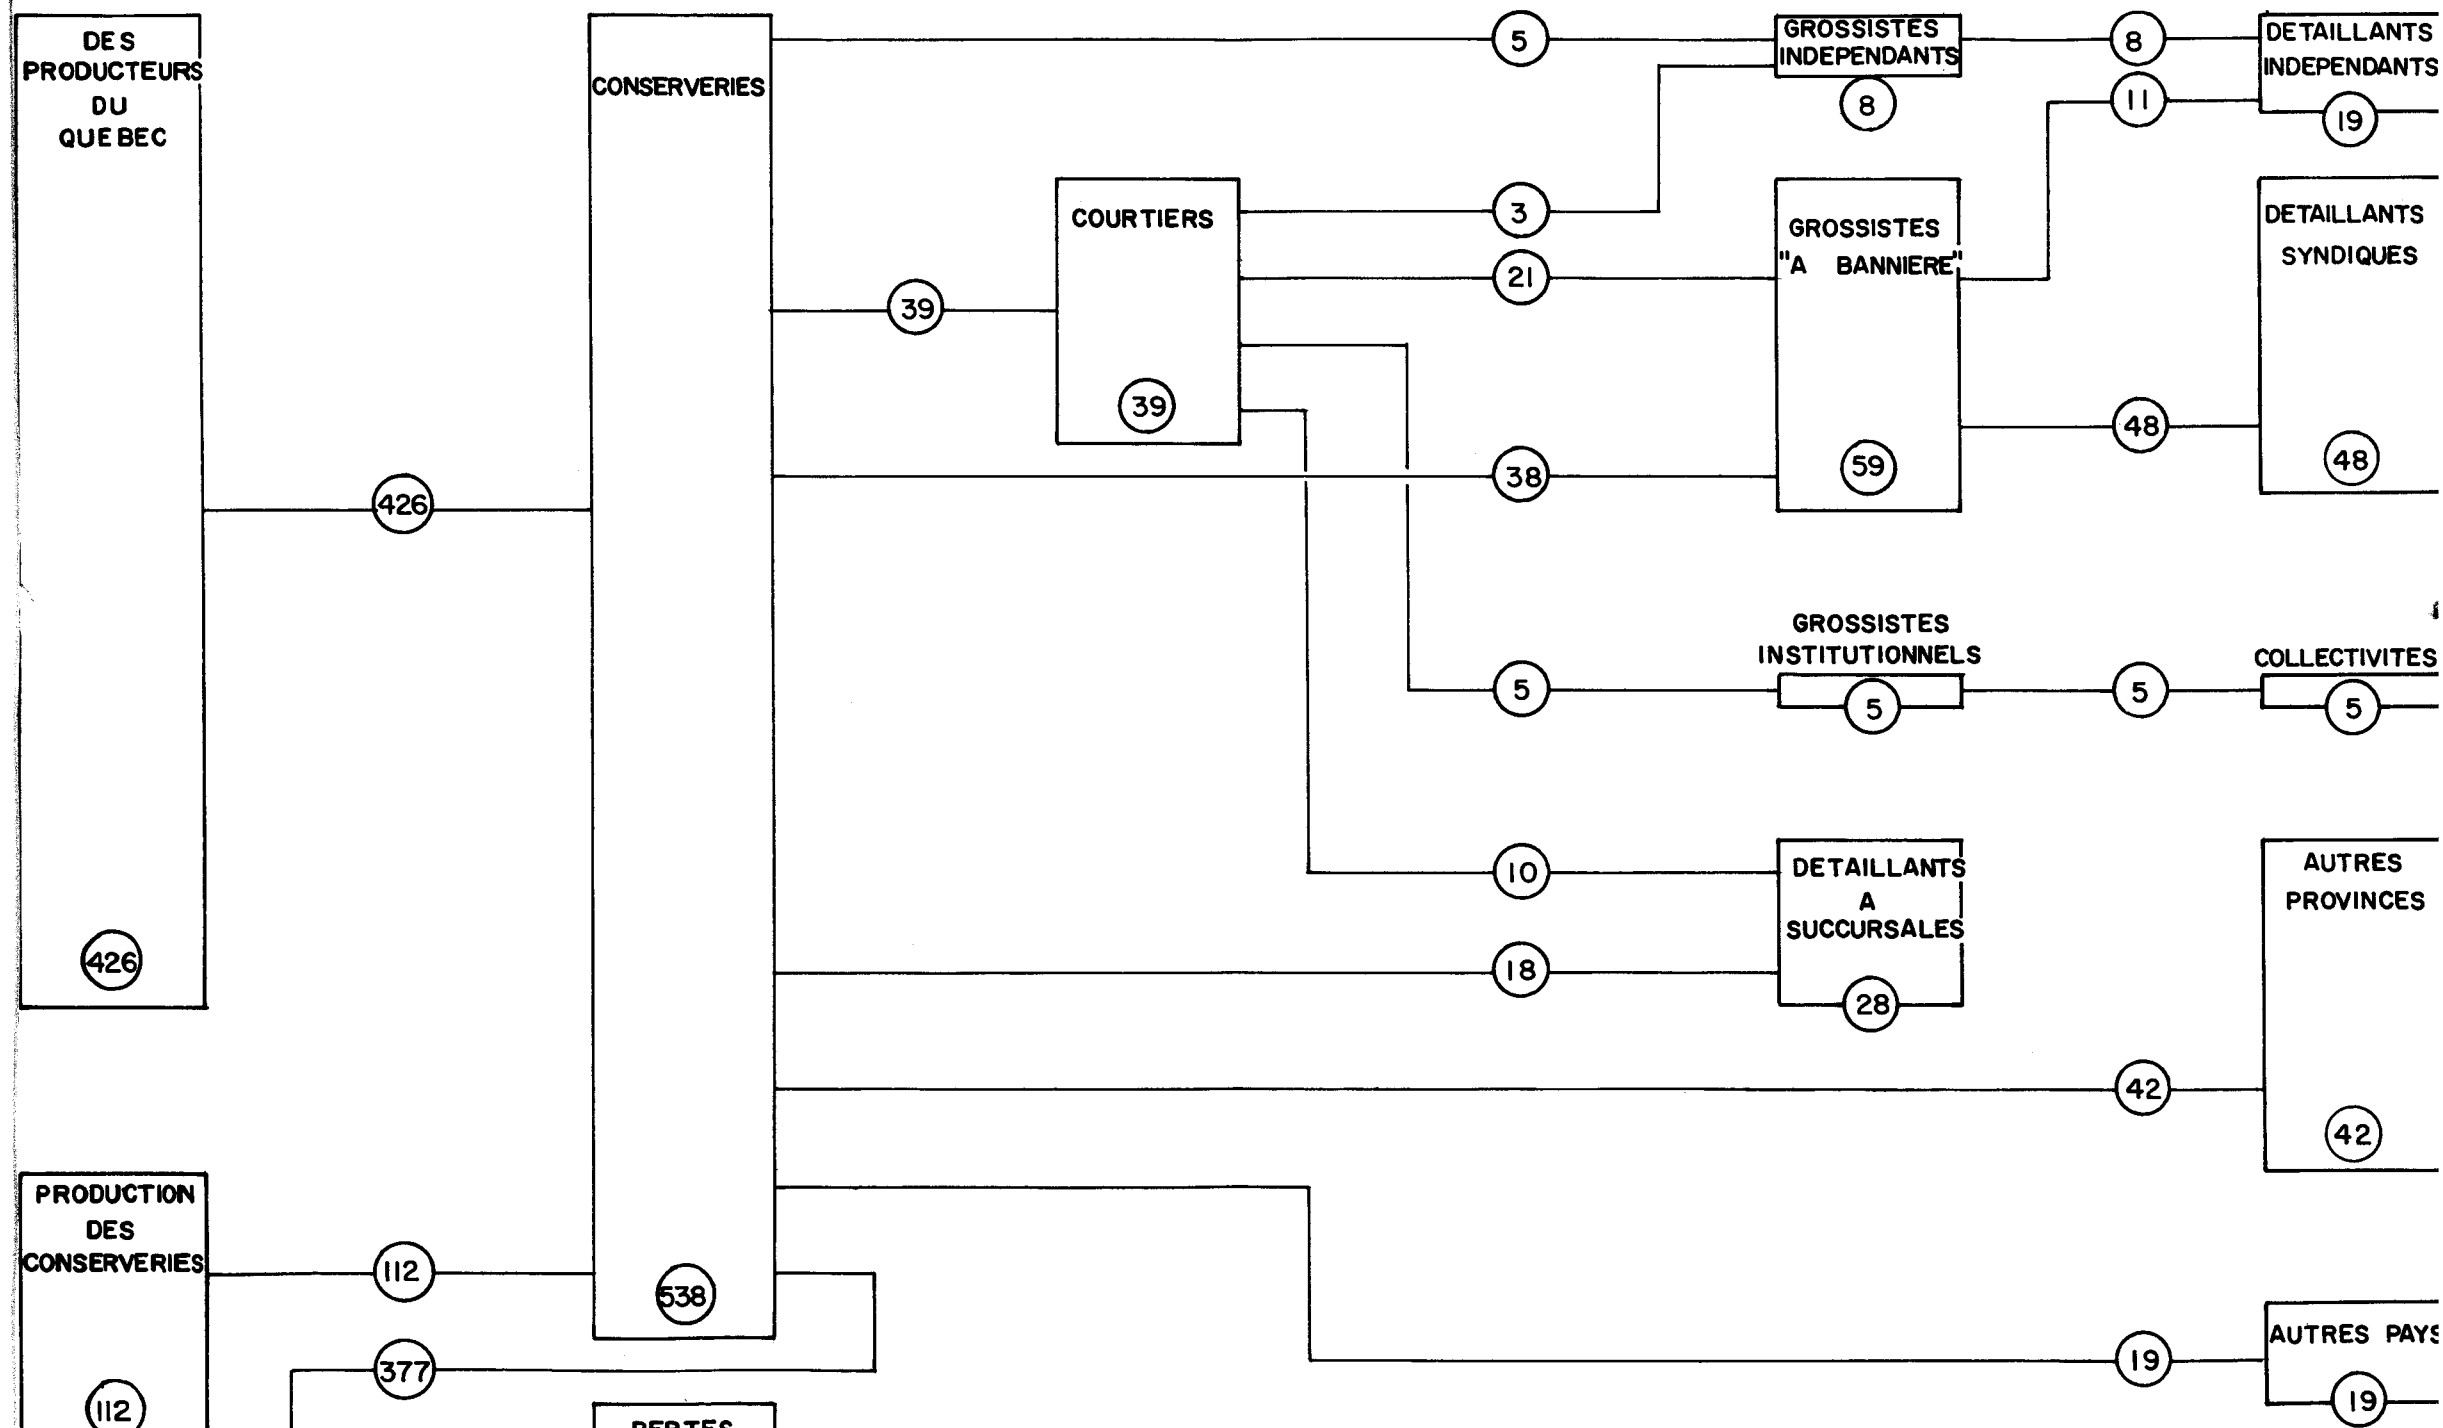 DES
PRODUCTEURS
DU
QUEBEC
426
426
PRODUCTION
DES
CONSERVERIES
112
112
377
CONSERVERIES
538
39
COURTIERS
39
5
3
21
38
5
10
18
GROSSISTES
INDEPENDANTS
8
GROSSISTES
"A BANNIERE"
59
GROSSISTES
INSTITUTIONNELS
5
DETAILLANTS
A
SUCCURSALES
28
8
11
48
5
42
19
DETAILLANTS
INDEPENDANTS
19
DETAILLANTS
SYNDIQUES
48
COLLECTIVITES
5
AUTRES
PROVINCES
42
AUTRES PAYS
19